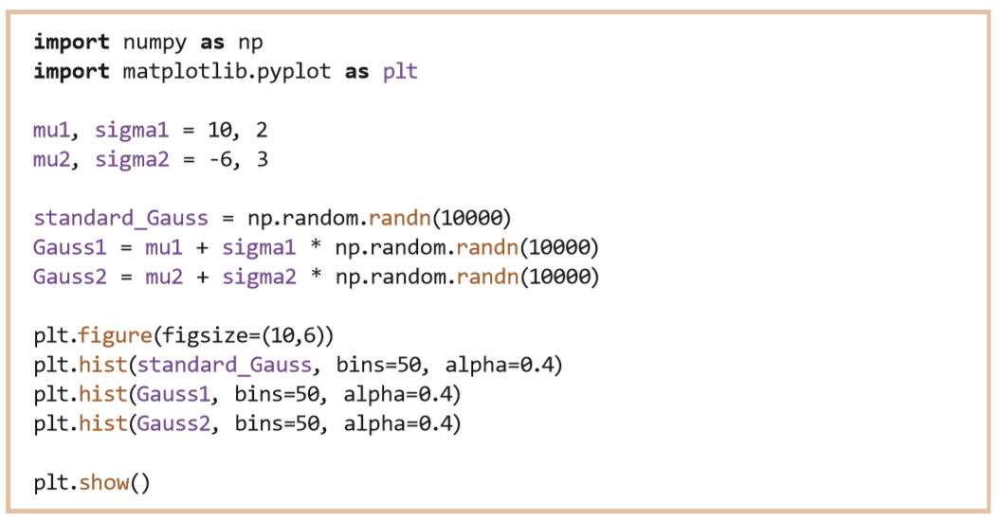 import numpy as np
import matplotlib.pyplot as plt
mu1, sigma1 = 10, 2
mu2, sigma2 = -6, 3
standard_Gauss = np.random.randn(10000)
Gauss1 = mu1 + sigma1 * np.random.randn(10000)
Gauss2 = mu2 + sigma2 * np.random.randn(10000)
plt.figure(figsize=(10,6))
plt.hist(standard_Gauss, bins=50, alpha=0.4)
plt.hist(Gauss1, bins=50, alpha=0.4)
plt.hist(Gauss2, bins=50, alpha=0.4)
plt.show()